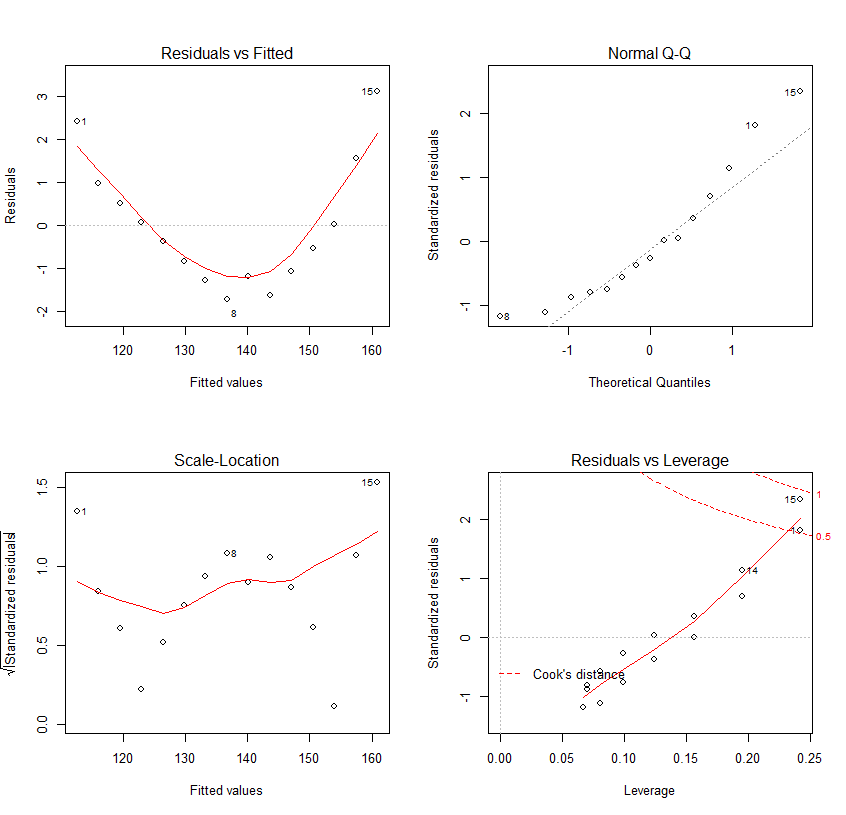 Residuals vs Fitted
Residuals
3
2
1
0
-1
-2
1
15
8
120 130 140 150 160
Fitted values
Normal Q-Q
Standardized residuals
2
1
0
-1
15
1
8
-1 0 1
Theoretical Quantiles
Scale-Location
√|Standardized residuals|
1.5
1.0
0.5
0.0
1
15
8
120 130 140 150 160
Fitted values
Residuals vs Leverage
Standardized residuals
2
1
0
-1
15
1
14
1
0.5
Cook's distance
0.00 0.05 0.10 0.15 0.20 0.25
Leverage